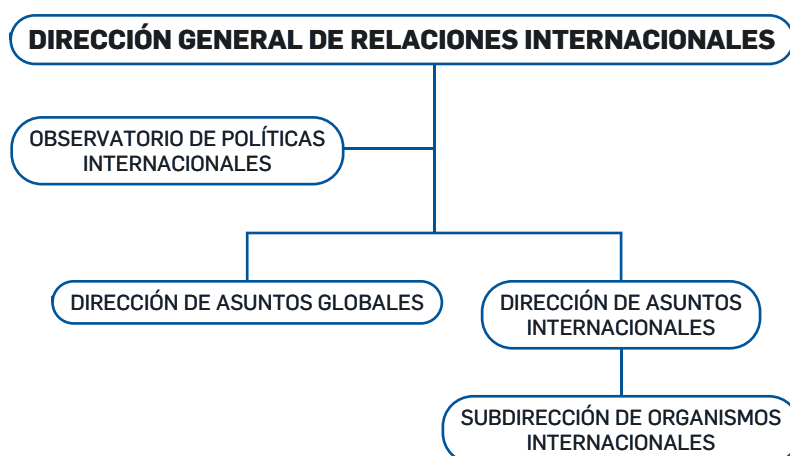 DIRECCIÓN GENERAL DE RELACIONES INTERNACIONALES
OBSERVATORIO DE POLÍTICAS
INTERNACIONALES
DIRECCIÓN DE ASUNTOS GLOBALES
DIRECCIÓN DE ASUNTOS
INTERNACIONALES
SUBDIRECCIÓN DE ORGANISMOS
INTERNACIONALES